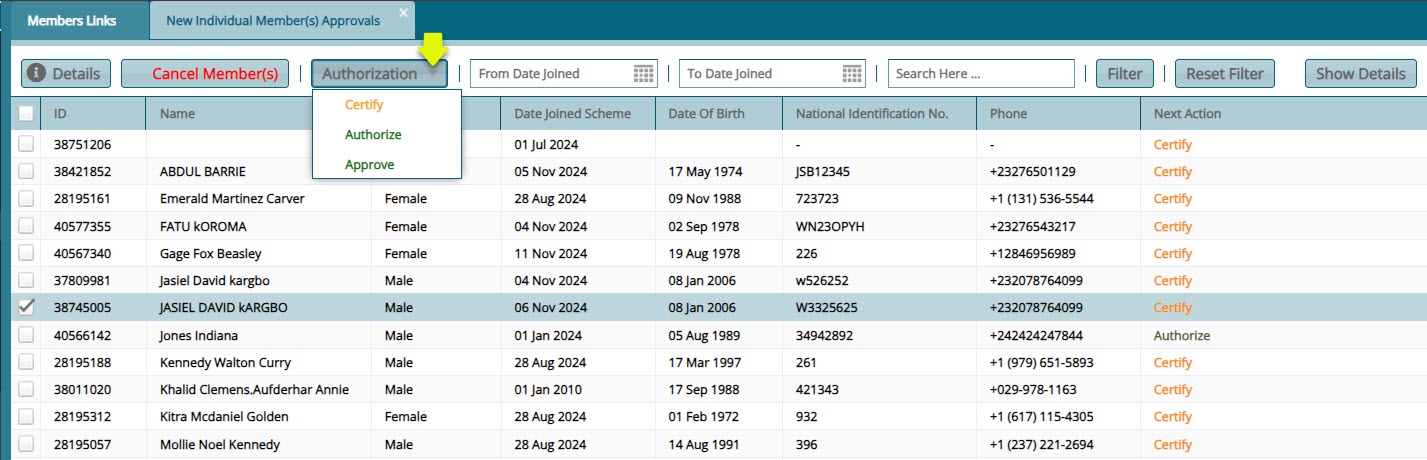 Members Links New Individual Member(s) Approvals ×
i Details Cancel Member(s) Authorization From Date Joined To Date Joined Search Here ... Filter Reset Filter Show Details
Certify
Authorize
Approve
ID Name Date Joined Scheme Date Of Birth National Identification No. Phone Next Action
38751206 01 Jul 2024 - - Certify
38421852 ABDUL BARRIE 05 Nov 2024 17 May 1974 JSB12345 +23276501129 Certify
28195161 Emerald Martinez Carver Female 28 Aug 2024 09 Nov 1988 723723 +1 (131) 536-5544 Certify
40577355 FATU kOROMA Female 04 Nov 2024 02 Sep 1978 WN23OPYH +23276543217 Certify
40567340 Gage Fox Beasley Female 11 Nov 2024 19 Aug 1978 226 +12846956989 Certify
37809981 Jasiel David kargbo Male 04 Nov 2024 08 Jan 2006 w526252 +232078764099 Certify
38745005 JASIEL DAVID kARGBO Male 06 Nov 2024 08 Jan 2006 W3325625 +232078764099 Certify
40566142 Jones Indiana Male 01 Jan 2024 05 Aug 1989 34942892 +242424247844 Authorize
28195188 Kennedy Walton Curry Male 28 Aug 2024 17 Mar 1997 261 +1 (979) 651-5893 Certify
38011020 Khalid Clemens.Aufderhar Annie Male 01 Jan 2010 17 Sep 1988 421343 +029-978-1163 Certify
28195312 Kitra Mcdaniel Golden Female 28 Aug 2024 01 Feb 1972 932 +1 (617) 115-4305 Certify
28195057 Mollie Noel Kennedy Male 28 Aug 2024 14 Aug 1991 396 +1 (237) 221-2694 Certify